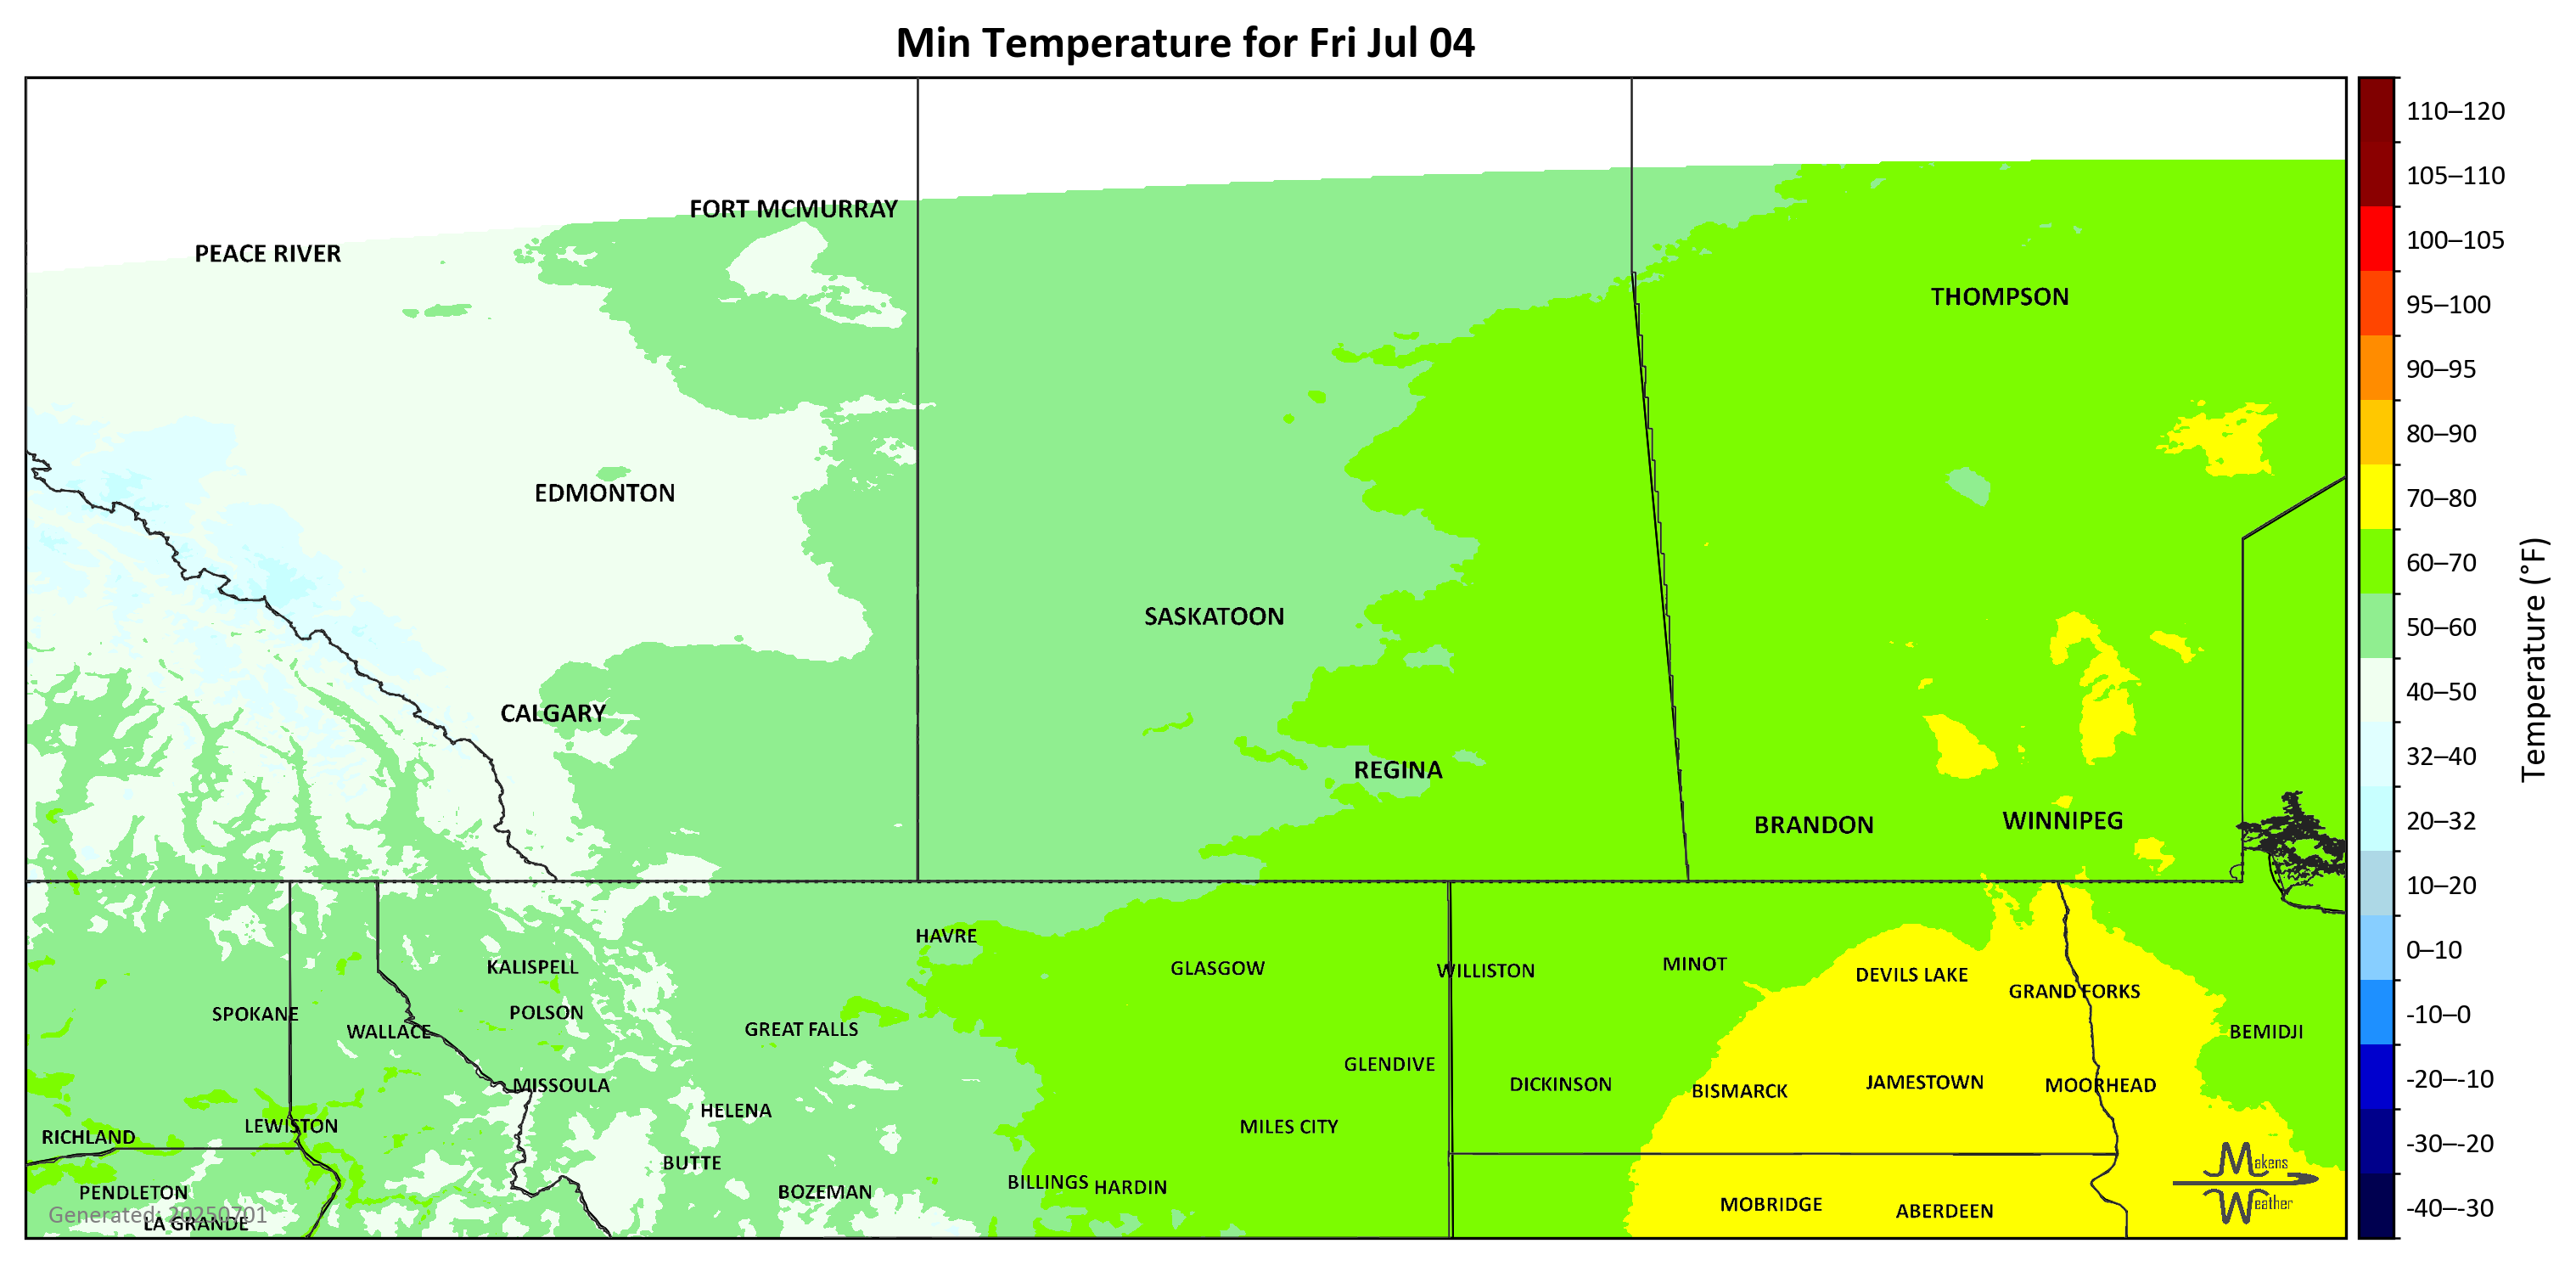 Min Temperature for Fri Jul 04
110–120
105–110
100–105
95–100
90–95
80–90
70–80
60–70
50–60
40–50
32–40
20–32
10–20
0–10
-10–0
-20–-10
-30–-20
-40–-30
Temperature (°F)
FORT MCMURRAY
PEACE RIVER
THOMPSON
EDMONTON
SASKATOON
CALGARY
REGINA
BRANDON
WINNIPEG
HAVRE
KALISPELL
GLASGOW
WILLISTON
MINOT
DEVILS LAKE
GRAND FORKS
SPOKANE
POLSON
WALLACE
GREAT FALLS
BEMIDJI
GLENDIVE
MISSOULA
DICKINSON
BISMARCK
JAMESTOWN
MOORHEAD
HELENA
LEWISTON
MILES CITY
RICHLAND
BUTTE
PENDLETON
BOZEMAN
BILLINGS
HARDIN
MOBRIDGE
ABERDEEN
LA GRANDE
Generated: 20250701
Makens
Weather